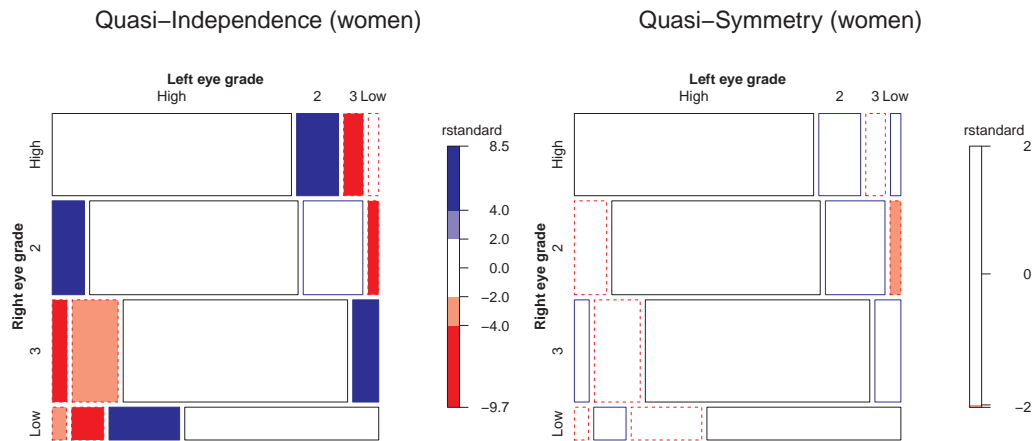 Quasi−Independence (women)
Left eye grade
High 2 3 Low
Right eye grade
High
2
3
Low
rstandard
8.5
4.0
2.0
0.0
−2.0
−4.0
−9.7
Quasi−Symmetry (women)
Left eye grade
High 2 3 Low
Right eye grade
High
2
3
Low
rstandard
2
0
−2